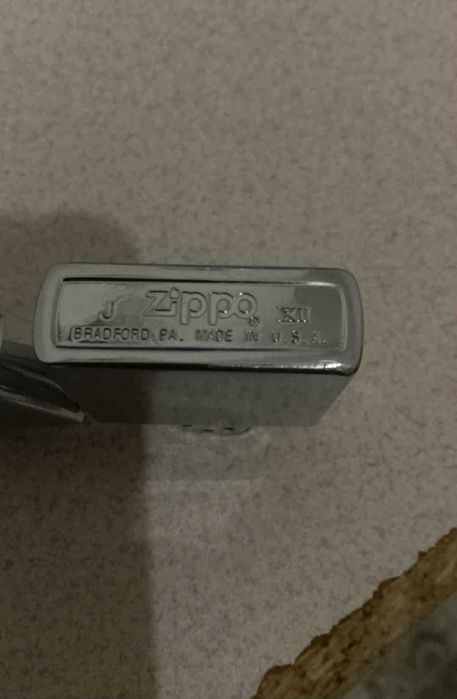 J Zippo® XII
BRADFORD, PA. MADE IN U.S.A.